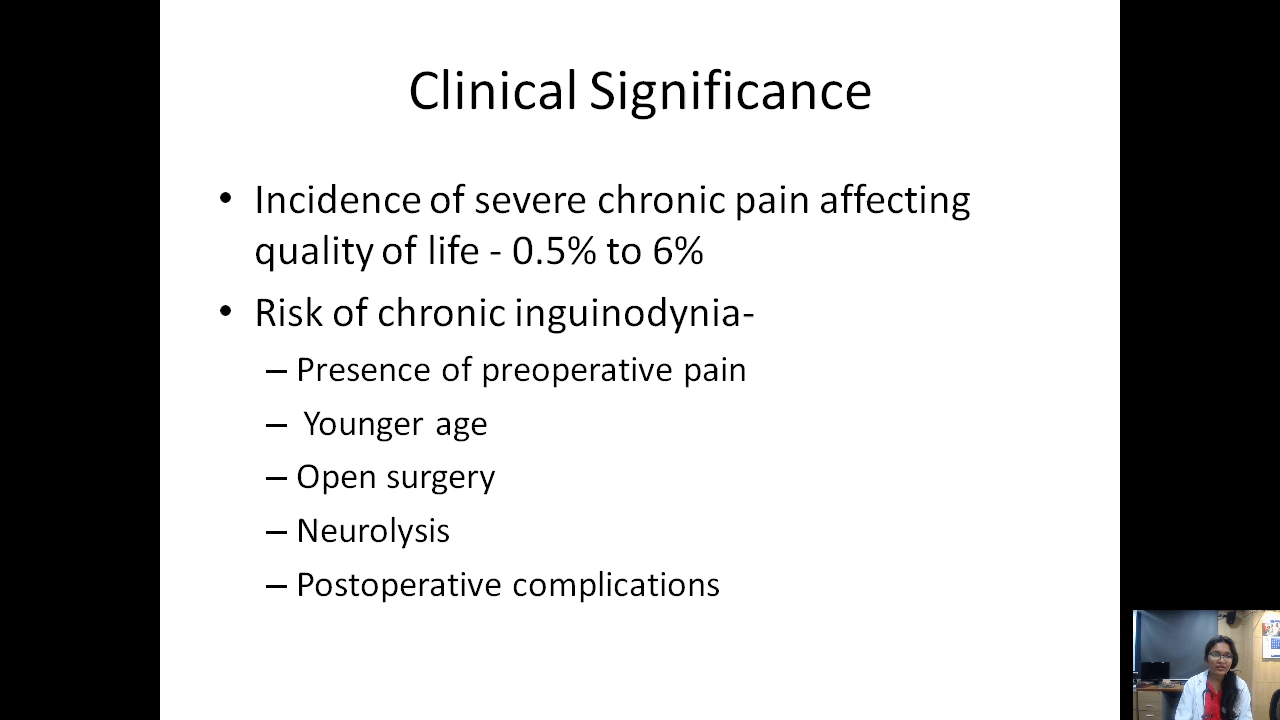 Clinical Significance
• Incidence of severe chronic pain affecting
quality of life - 0.5% to 6%
• Risk of chronic inguinodynia-
– Presence of preoperative pain
– Younger age
– Open surgery
– Neurolysis
– Postoperative complications